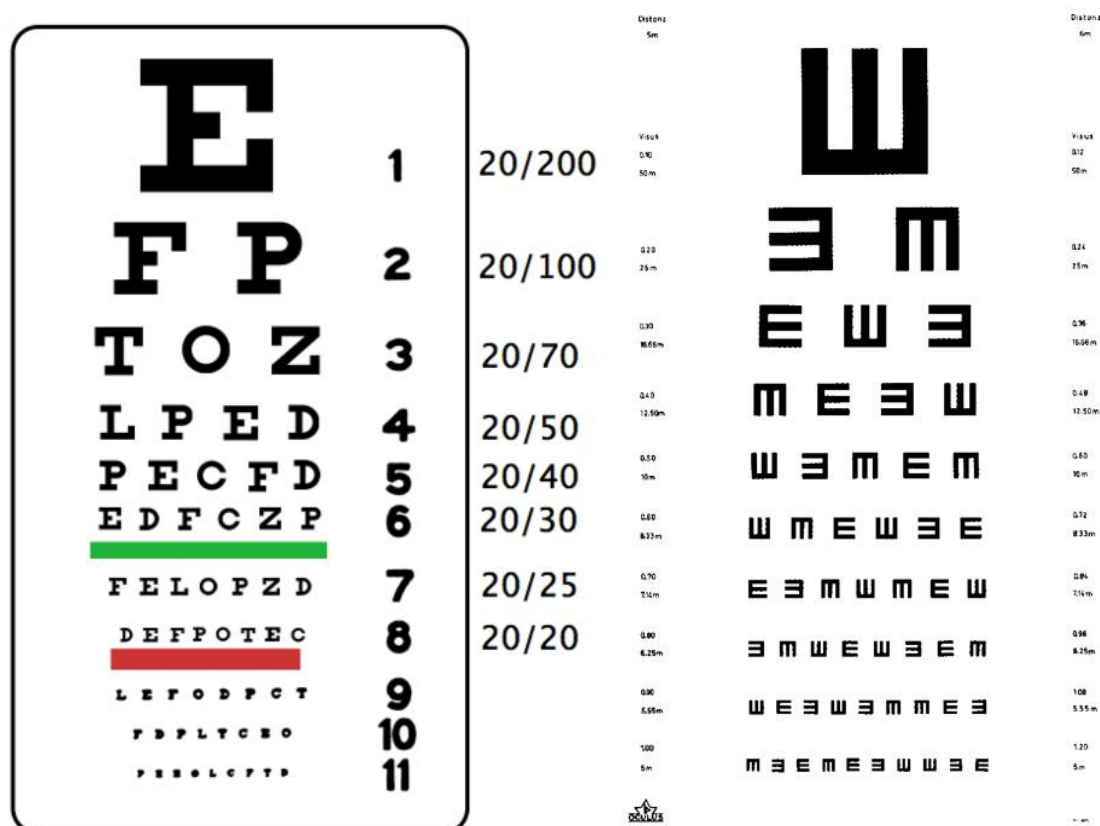 E 1 20/200
F P 2 20/100
T O Z 3 20/70
L P E D 4 20/50
P E C F D 5 20/40
E D F C Z P 6 20/30
F E L O P Z D 7 20/25
D E F P O T E C 8 20/20
L E F O D P C T 9
F D P L T C E O 10
11
Distanz Distanz
5m 6m
Visus Visus
0.10 0.12
50m 50m
0.20 0.24
25m 25m
0.30 0.36
16.66m 16.66m
0.40 0.48
12.50m 12.50m
0.50 0.60
10m 10m
0.60 0.72
8.33m 8.33m
0.70 0.84
7.14m 7.14m
0.80 0.96
6.25m 6.25m
0.90 1.08
5.55m 5.55m
1.00 1.20
5m 5m
OCULUS